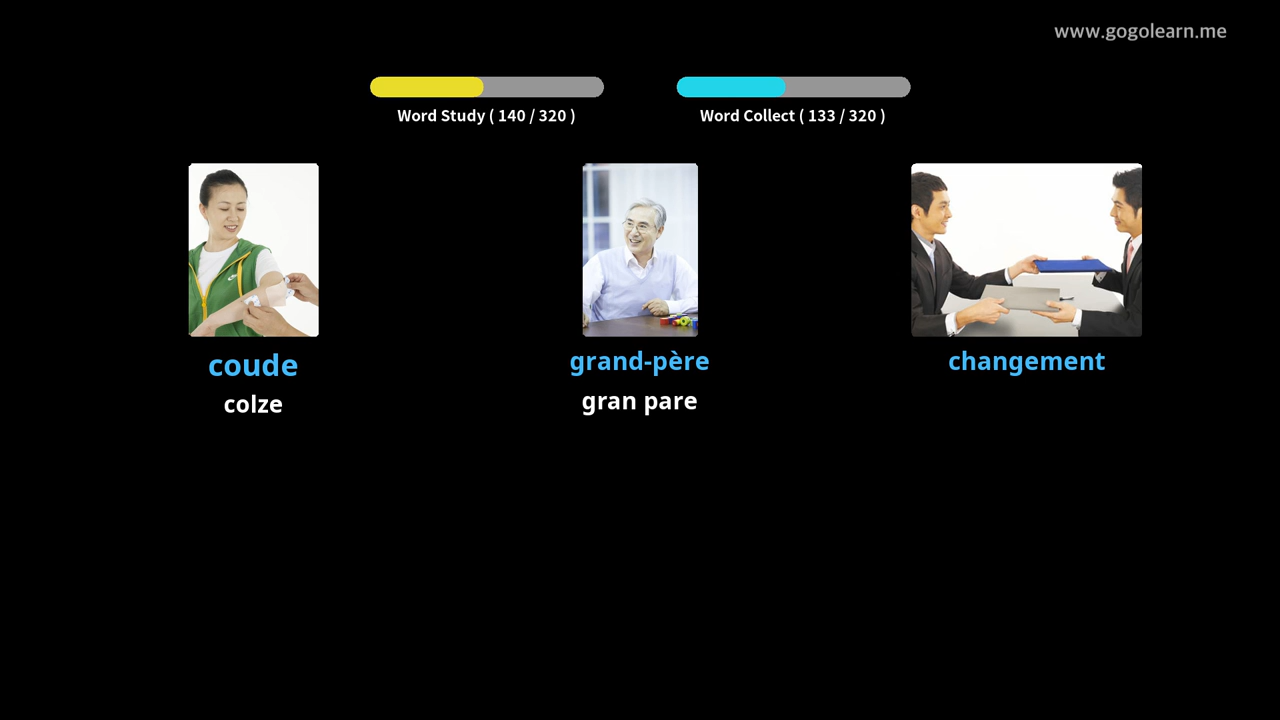 www.gogolearn.me
Word Study ( 140 / 320 )
Word Collect ( 133 / 320 )
coude
colze
grand-père
gran pare
changement